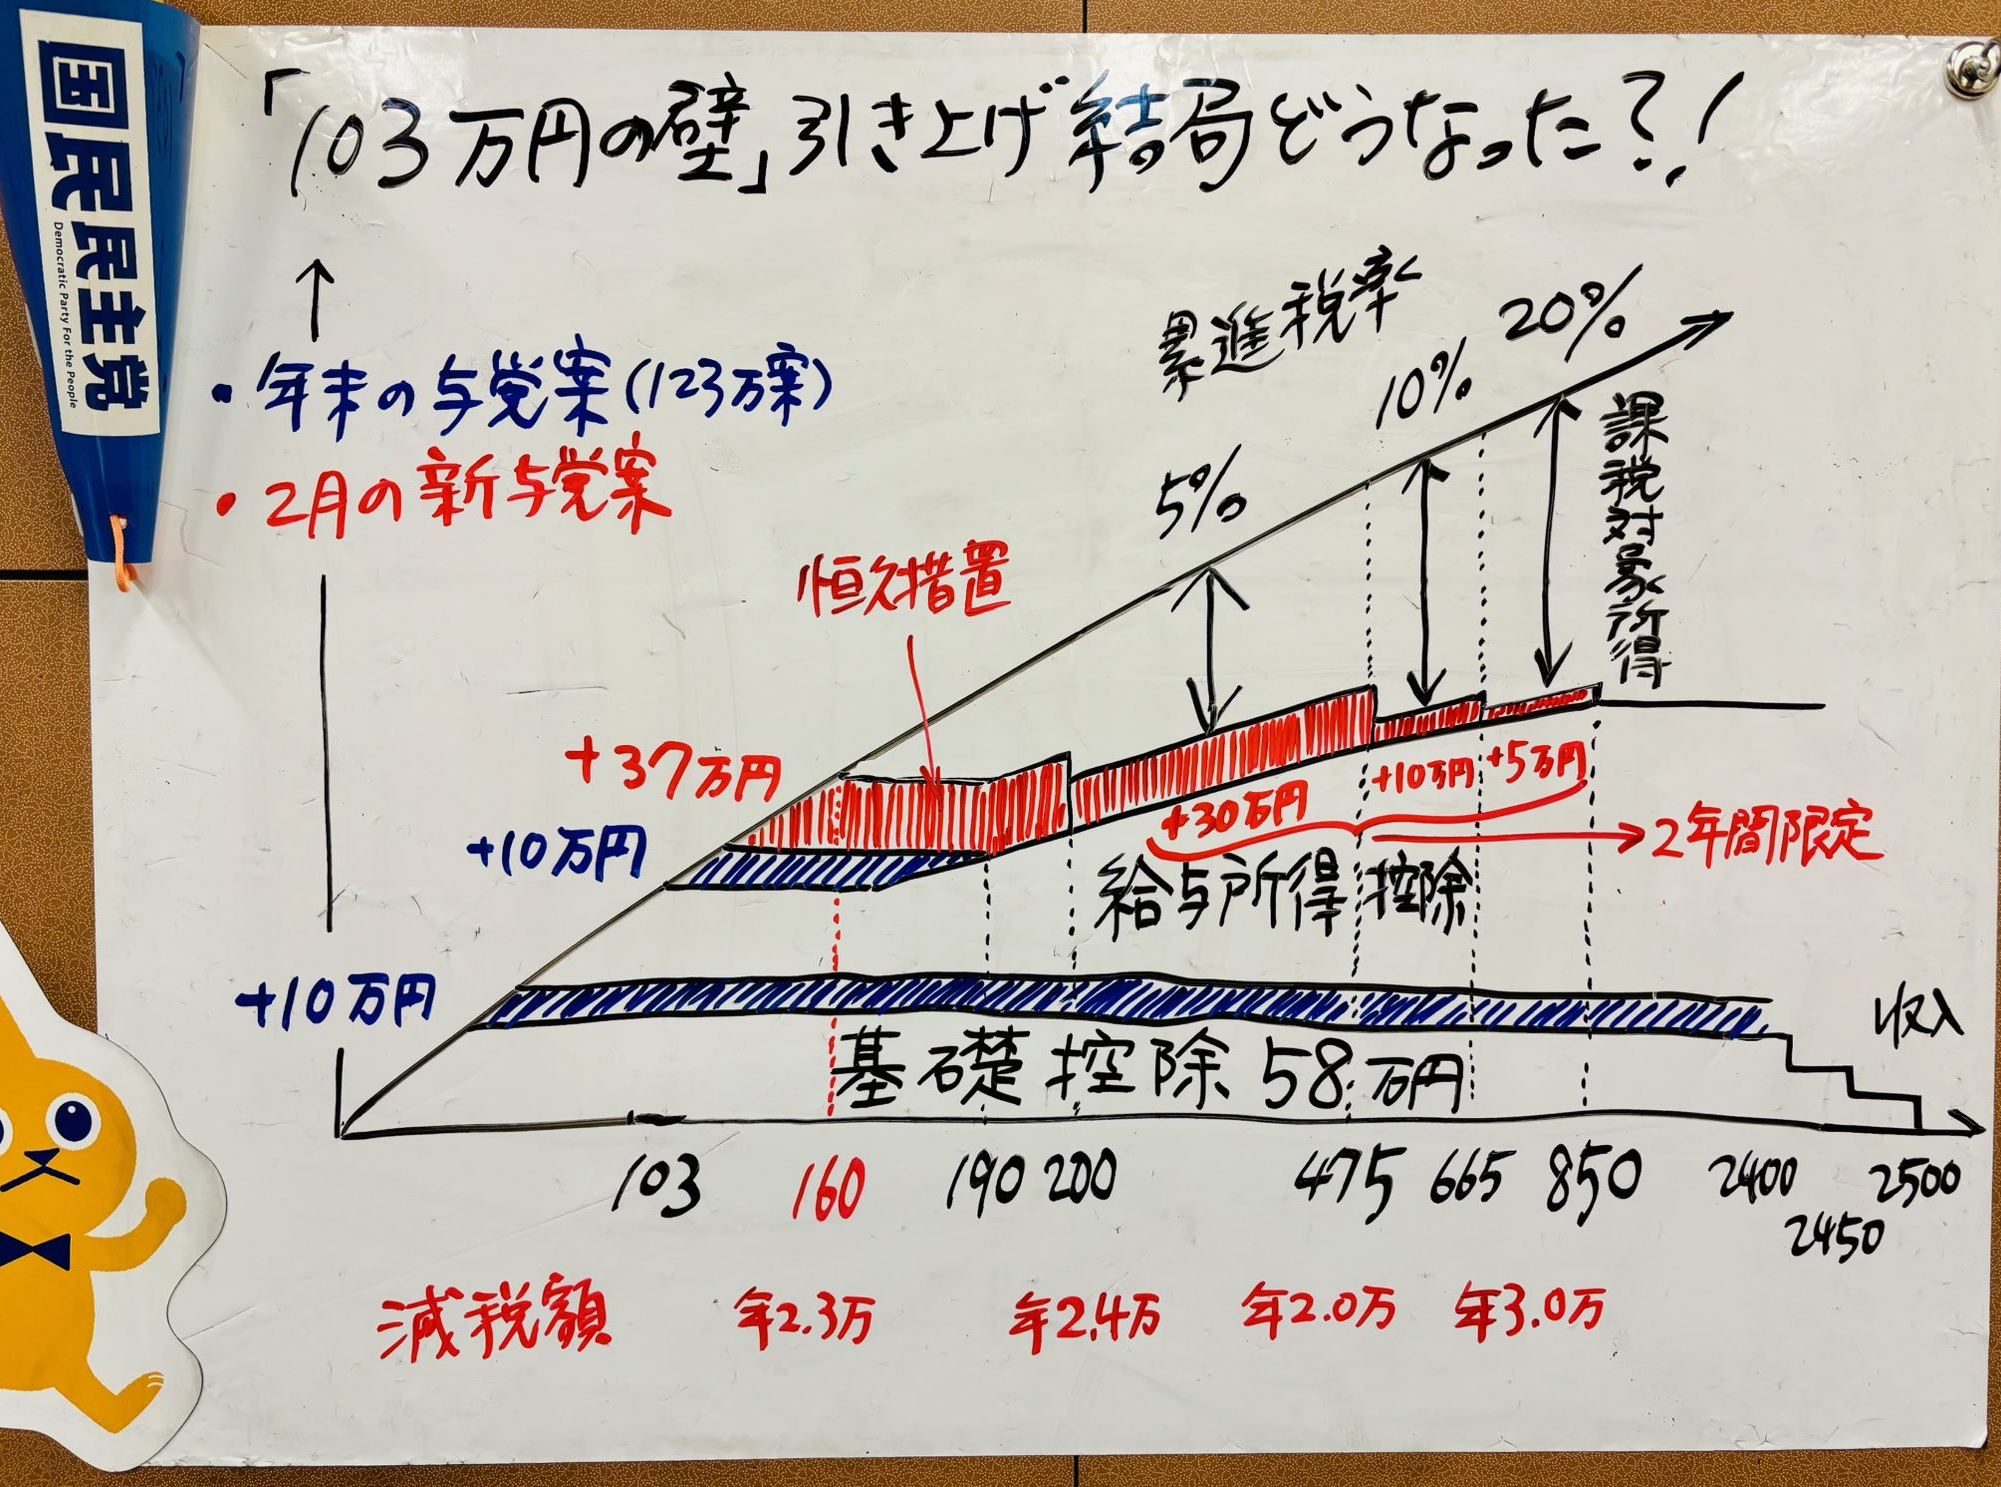 国民民主党
Democratic Party For the People
「103万円の壁」引き上げ結局どうなった?!
・年末の与党案(123万案)
・2月の新与党案
累進税率
5%
10%
20%
課税対象所得
恒久措置
+37万円
+10万円
+30万円
+10万円
+5万円
2年間限定
給与所得控除
+10万円
基礎控除58万円
収入
103
160
190
200
475
665
850
2400
2450
2500
減税額
年2.3万
年2.4万
年2.0万
年3.0万